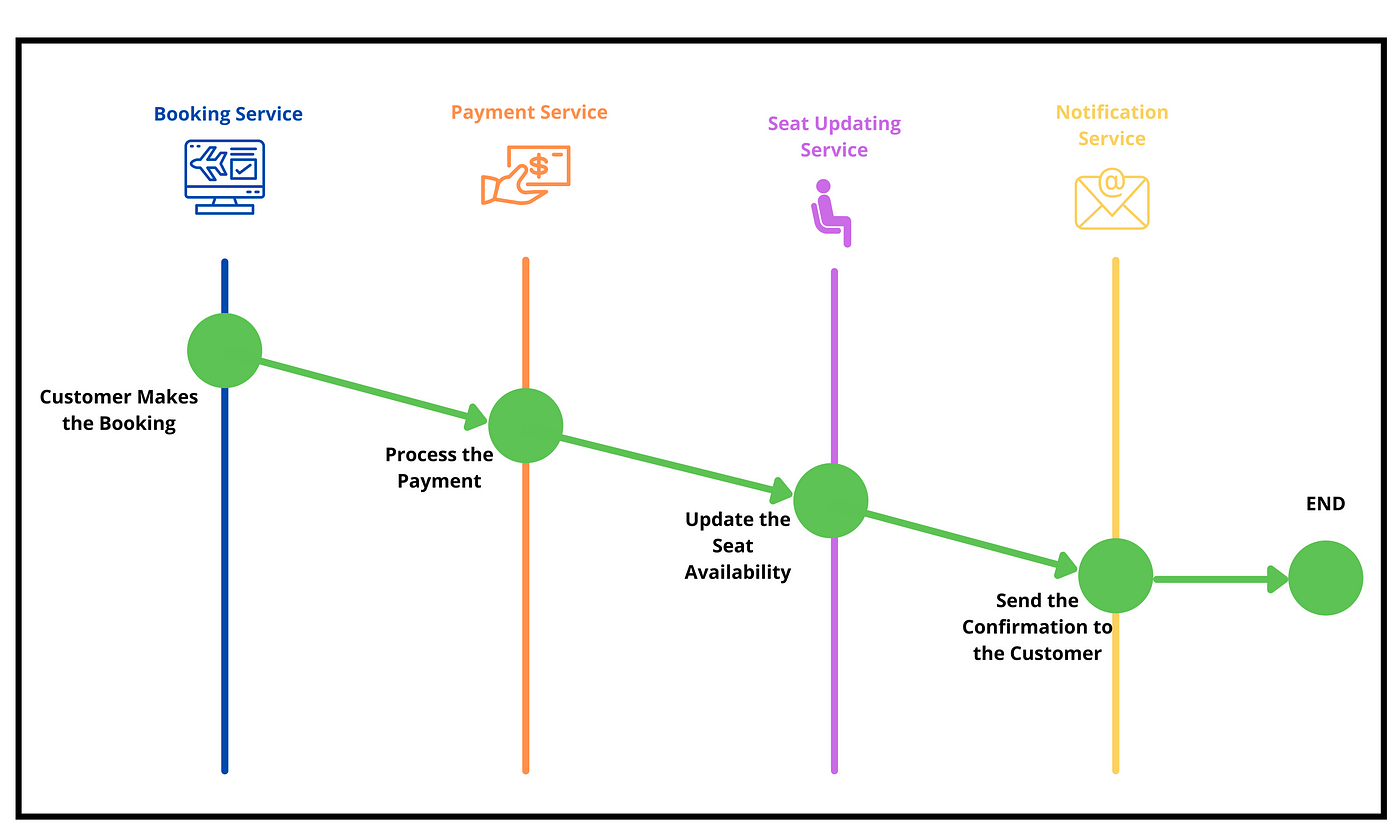 Booking Service
Payment Service
Seat Updating
Service
Notification
Service
$
@
Customer Makes
the Booking
Process the
Payment
Update the
Seat
Availability
Send the
Confirmation to
the Customer
END